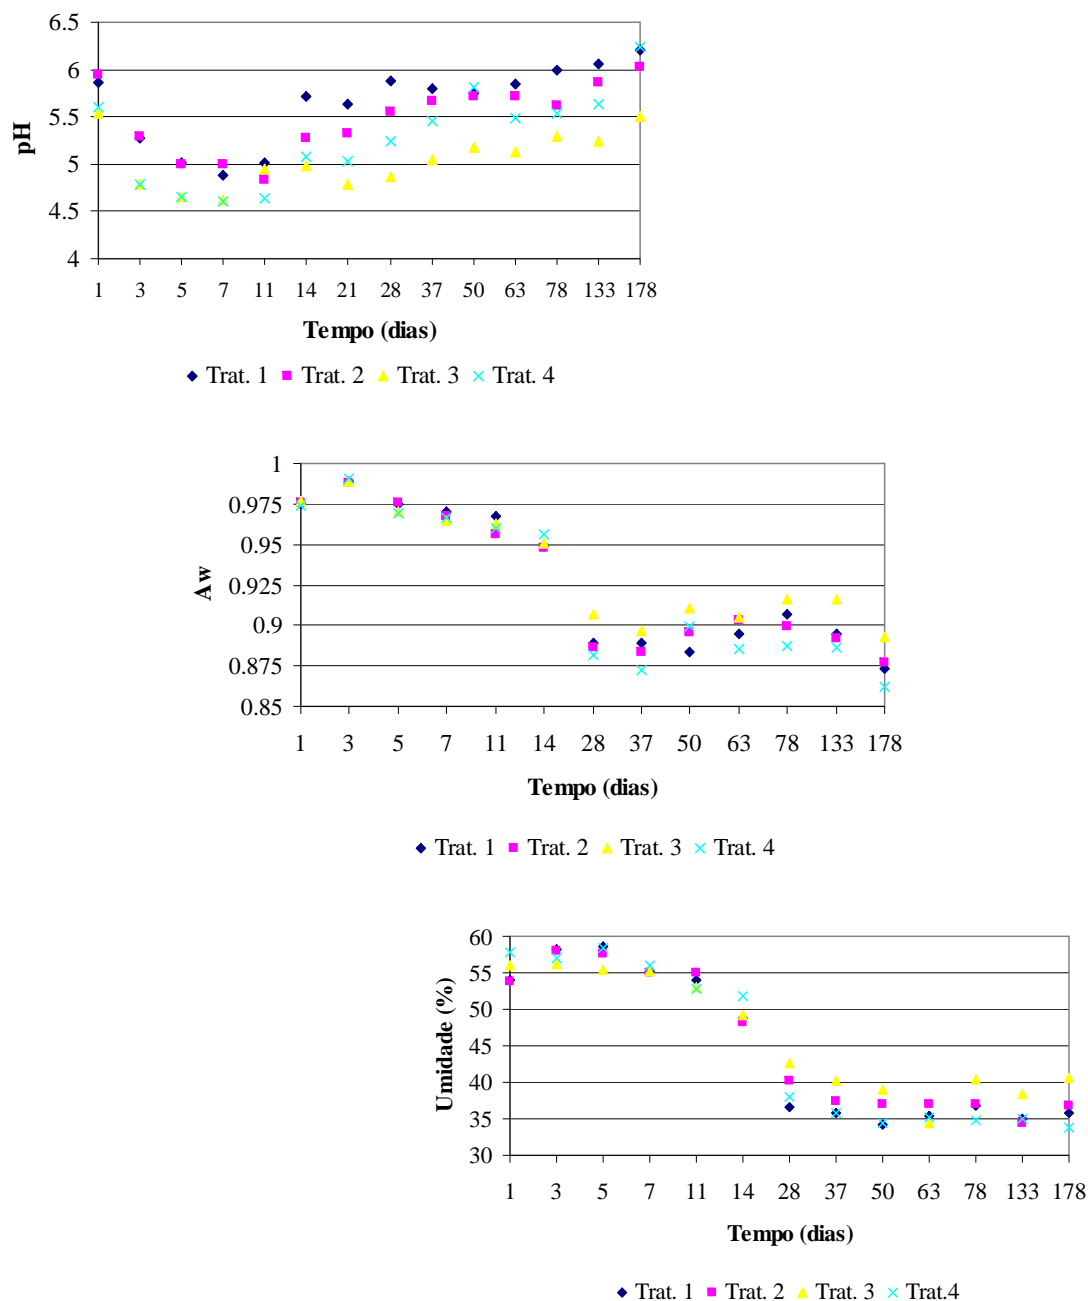 6.5
6
5.5
5
4.5
4
pH
1 3 5 7 11 14 21 28 37 50 63 78 133 178
Tempo (dias)
Trat. 1 Trat. 2 Trat. 3 Trat. 4
1
0.975
0.95
0.925
0.9
0.875
0.85
Aw
1 3 5 7 11 14 28 37 50 63 78 133 178
Tempo (dias)
Trat. 1 Trat. 2 Trat. 3 Trat. 4
60
55
50
45
40
35
30
Umidade (%)
1 3 5 7 11 14 28 37 50 63 78 133 178
Tempo (dias)
Trat. 1 Trat. 2 Trat. 3 Trat.4